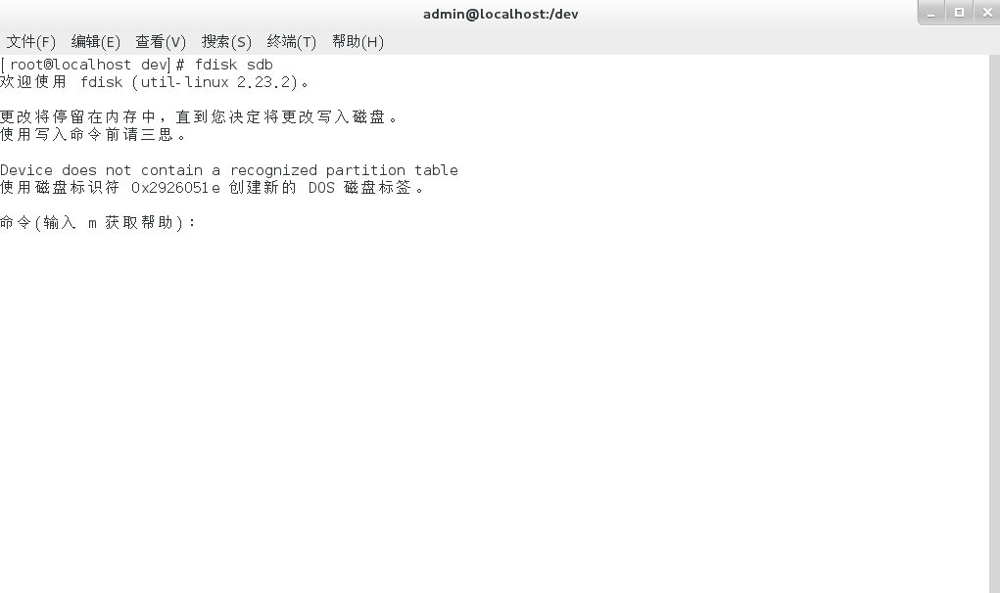 admin@localhost:/dev
文件(F) 编辑(E) 查看(V) 搜索(S) 终端(T) 帮助(H)
[root@localhost dev]# fdisk sdb
欢迎使用 fdisk (util-linux 2.23.2)。
更改将停留在内存中，直到您决定将更改写入磁盘。
使用写入命令前请三思。
Device does not contain a recognized partition table
使用磁盘标识符 0x2926051e 创建新的 DOS 磁盘标签。
命令(输入 m 获取帮助)：